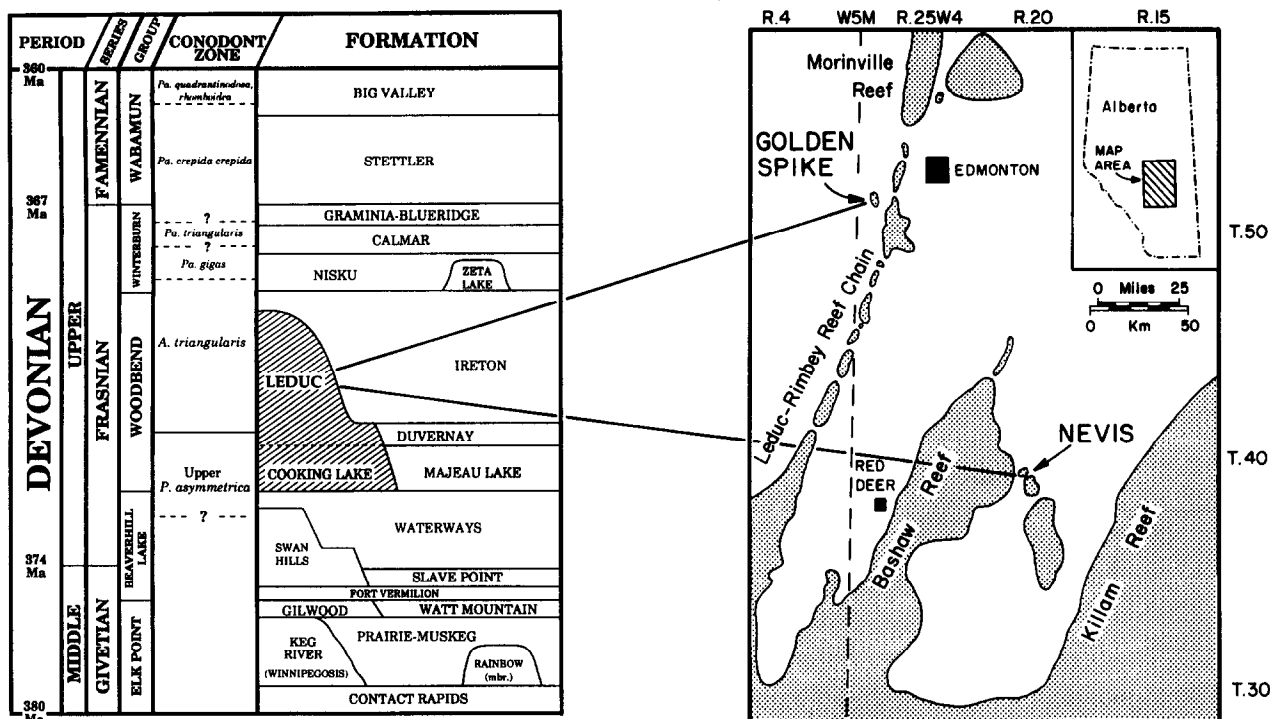 PERIOD
SERIES
GROUP
CONODONT
ZONE
FORMATION
360
Ma
367
Ma
374
Ma
380
Ma
DEVONIAN
UPPER
MIDDLE
FAMENNIAN
FRASNIAN
GIVETIAN
WABAMUN
WINTERBURN
WOODBEND
BEAVERHILL
LAKE
ELK POINT
Pa. quadrantinodosa,
rhomboidea
Pa. crepida crepida
?
Pa. triangularis
?
Pa. gigas
A. triangularis
Upper
P. asymmetrica
?
BIG VALLEY
STETTLER
GRAMINIA-BLUERIDGE
CALMAR
NISKU
ZETA
LAKE
IRETON
LEDUC
DUVERNAY
COOKING LAKE
MAJEAU LAKE
WATERWAYS
SWAN
HILLS
SLAVE POINT
FORT VERMILION
GILWOOD
WATT MOUNTAIN
PRAIRIE-MUSKEG
KEG
RIVER
(WINNIPEGOSIS)
RAINBOW
(mbr.)
CONTACT RAPIDS
R.4
W5M
R.25W4
R.20
R.15
Morinville
Reef
GOLDEN
SPIKE
EDMONTON
Alberta
MAP
AREA
T.50
0 Miles 25
0 Km 50
Leduc-Rimbey Reef Chain
NEVIS
T.40
RED
DEER
Bashaw Reef
Killam Reef
T.30